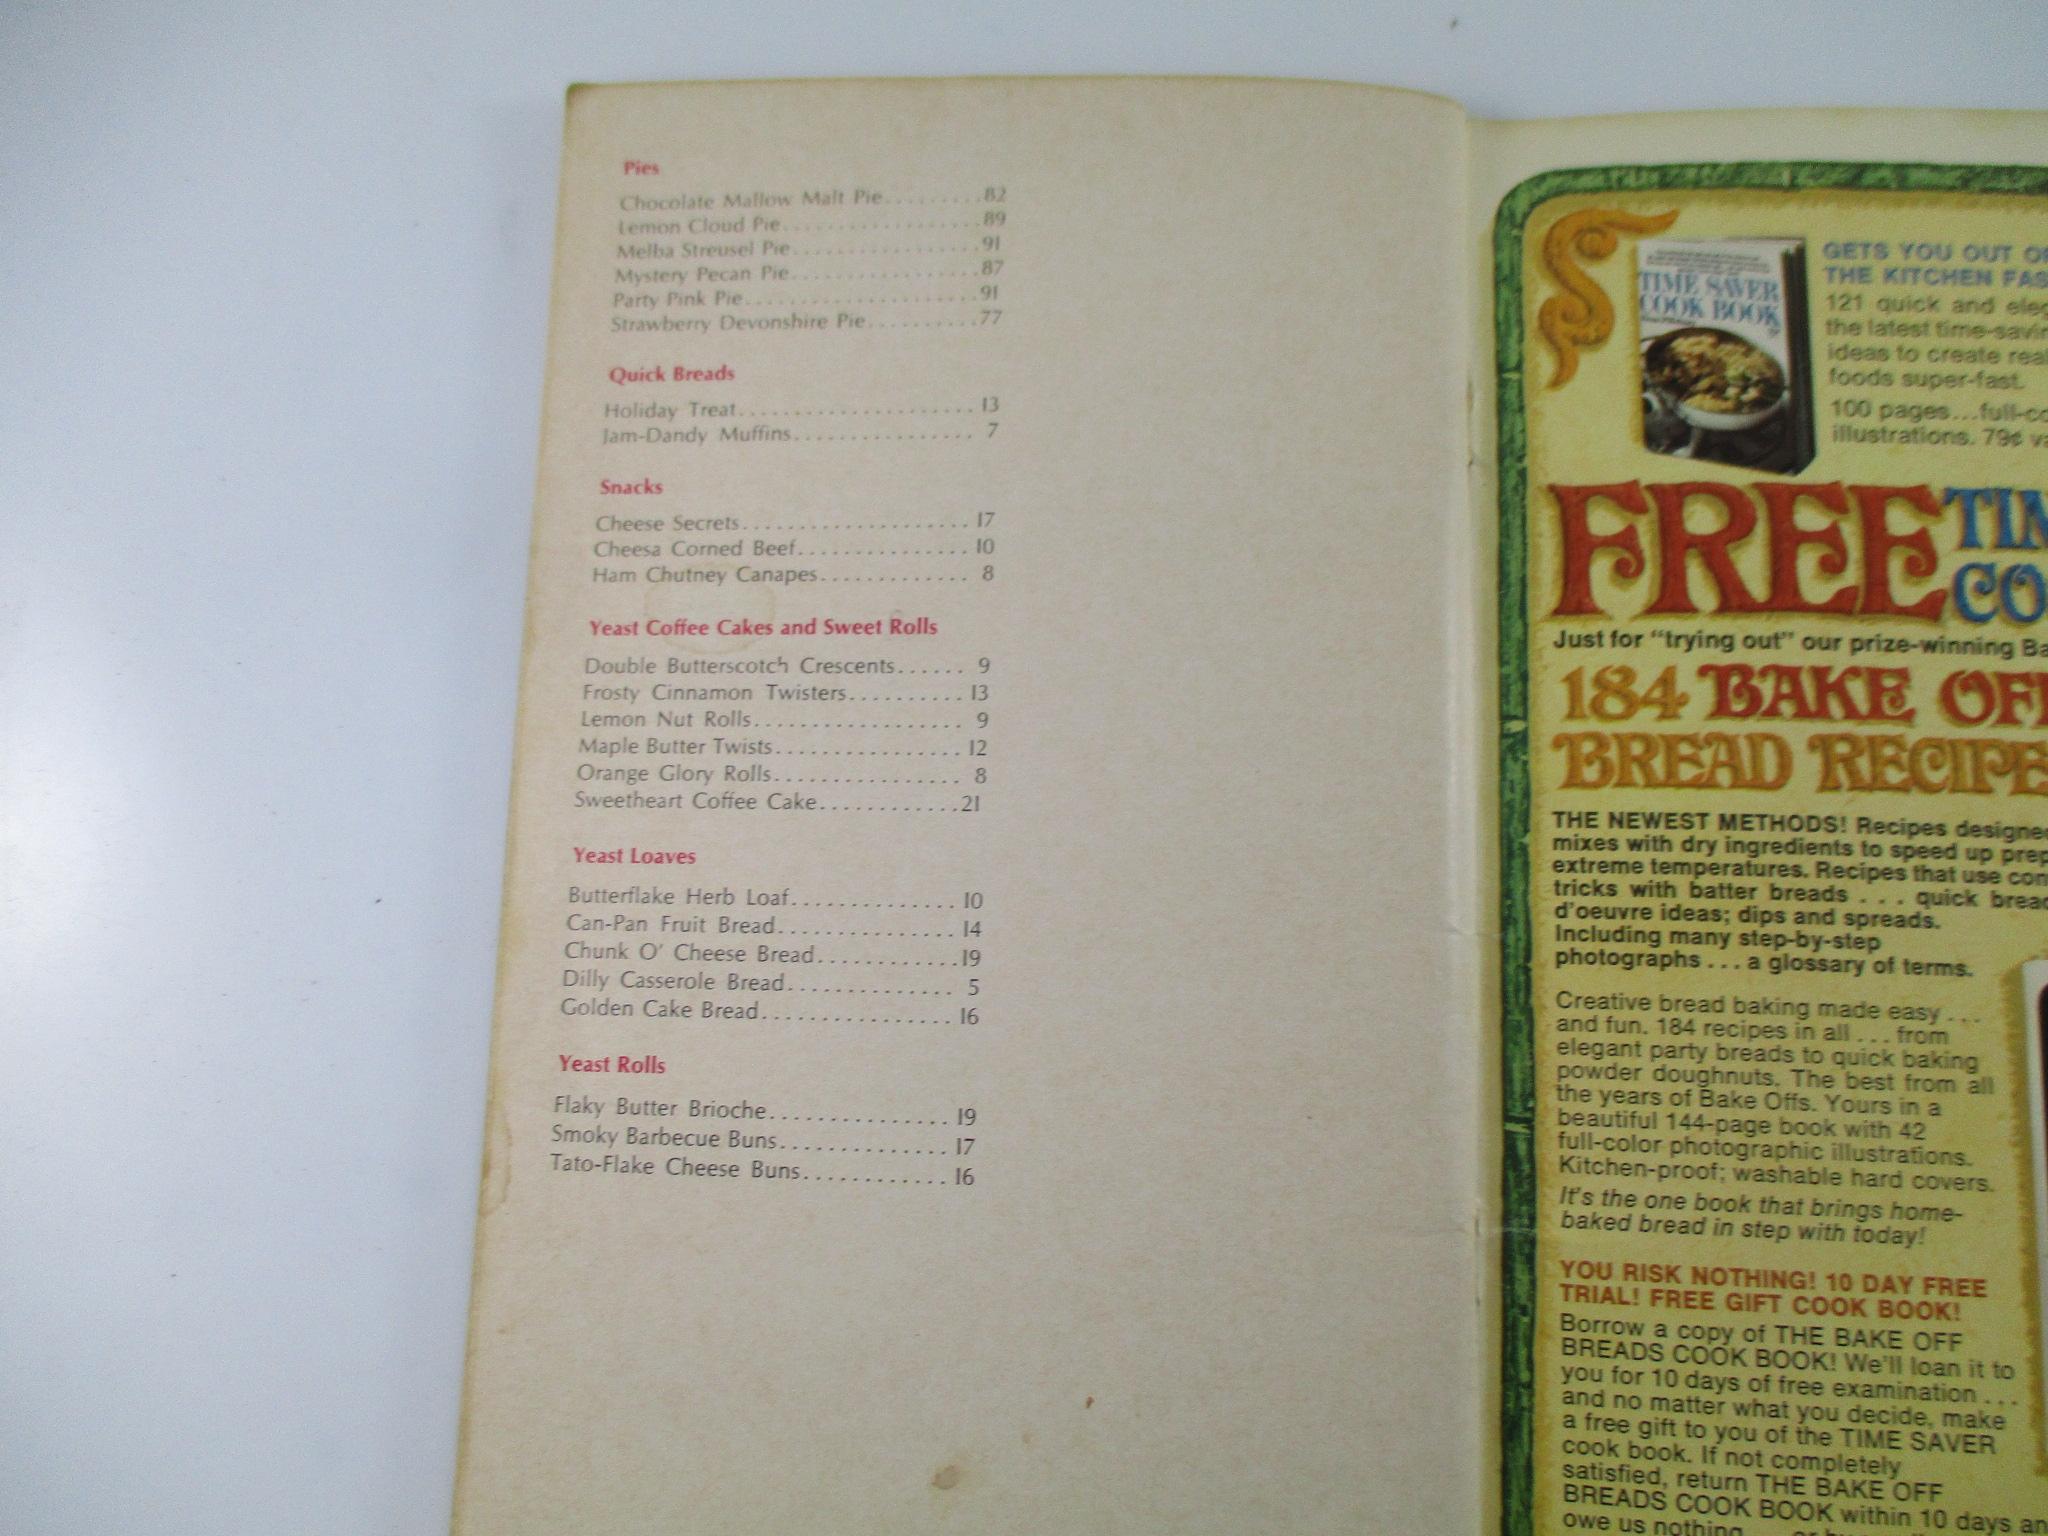 Pies
Chocolate Mallow Malt Pie.........82
Lemon Cloud Pie..................89
Melba Streusel Pie.................91
Mystery Pecan Pie.................87
Party Pink Pie.....................91
Strawberry Devonshire Pie..........77
Quick Breads
Holiday Treat......................13
Jam-Dandy Muffins................ 7
Snacks
Cheese Secrets.....................17
Cheesa Corned Beef................10
Ham Chutney Canapes............. 8
Yeast Coffee Cakes and Sweet Rolls
Double Butterscotch Crescents...... 9
Frosty Cinnamon Twisters..........13
Lemon Nut Rolls.................. 9
Maple Butter Twists................12
Orange Glory Rolls................ 8
Sweetheart Coffee Cake............21
Yeast Loaves
Butterflake Herb Loaf..............10
Can-Pan Fruit Bread...............14
Chunk O' Cheese Bread............19
Dilly Casserole Bread.............. 5
Golden Cake Bread................16
Yeast Rolls
Flaky Butter Brioche...............19
Smoky Barbecue Buns..............17
Tato-Flake Cheese Buns............16
TIME SAVER
COOK BOOK
GETS YOU OUT
THE KITCHEN
121 quick and
the latest
ideas to create
foods super-fast.
100 pages...
illustrations. 79¢
FREE
Just for "trying out" our prize-winning
184 BAKE
BREAD
THE NEWEST METHODS! Recipes
mixes with dry ingredients to speed up
extreme temperatures. Recipes that use
tricks with batter breads . . . quick
d'oeuvre ideas; dips and spreads.
Including many step-by-step
photographs . . . a glossary of terms.
Creative bread baking made easy . . .
and fun. 184 recipes in all . . . from
elegant party breads to quick baking
powder doughnuts. The best from all
the years of Bake Offs. Yours in a
beautiful 144-page book with 42
full-color photographic illustrations.
Kitchen-proof; washable hard covers.
It's the one book that brings home-
baked bread in step with today!
YOU RISK NOTHING! 10 DAY FREE
TRIAL! FREE GIFT COOK BOOK!
Borrow a copy of THE BAKE OFF
BREADS COOK BOOK! We'll loan it to
you for 10 days of free examination . . .
and no matter what you decide, make
a free gift to you of the TIME SAVER
cook book. If not completely
satisfied, return THE BAKE OFF
BREADS COOK BOOK within 10 days
owe us nothing